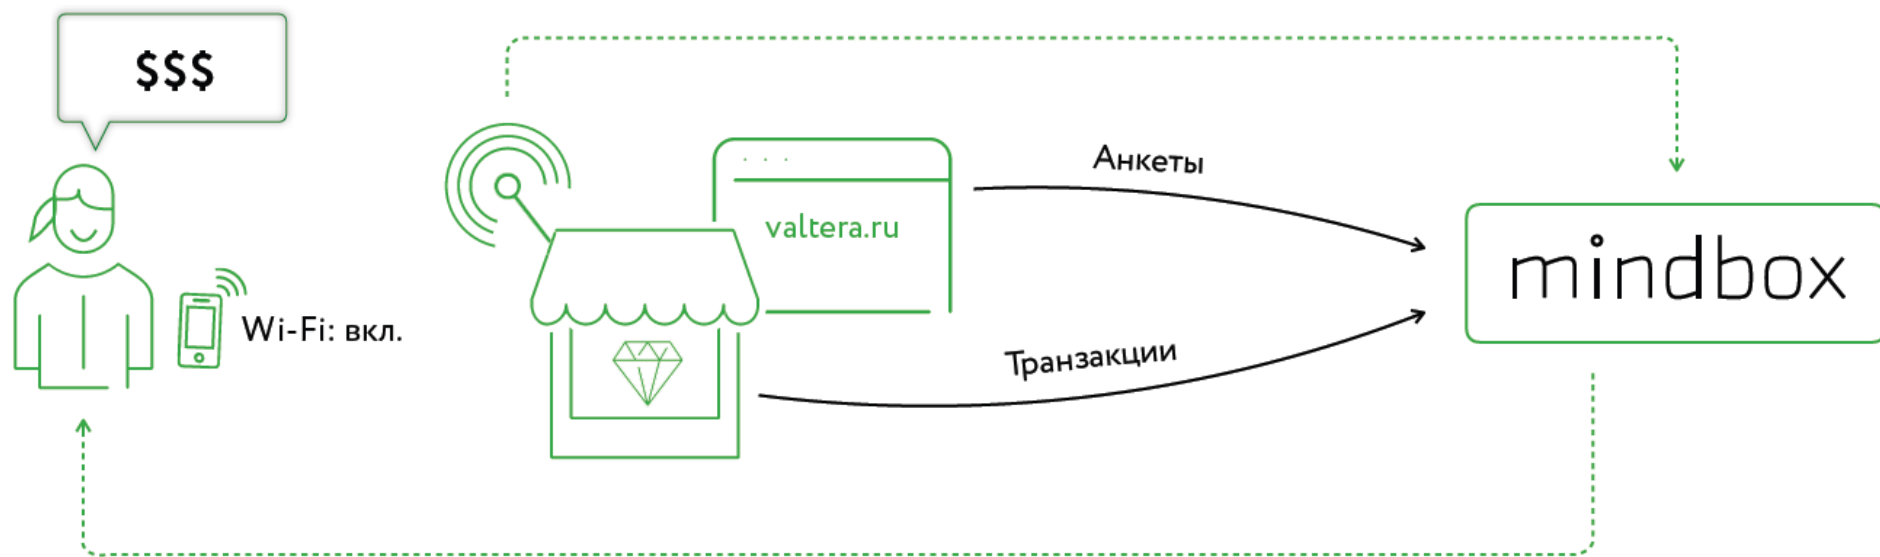 $$$
Wi-Fi: вкл.
valtera.ru
Анкеты
Транзакции
mindbox